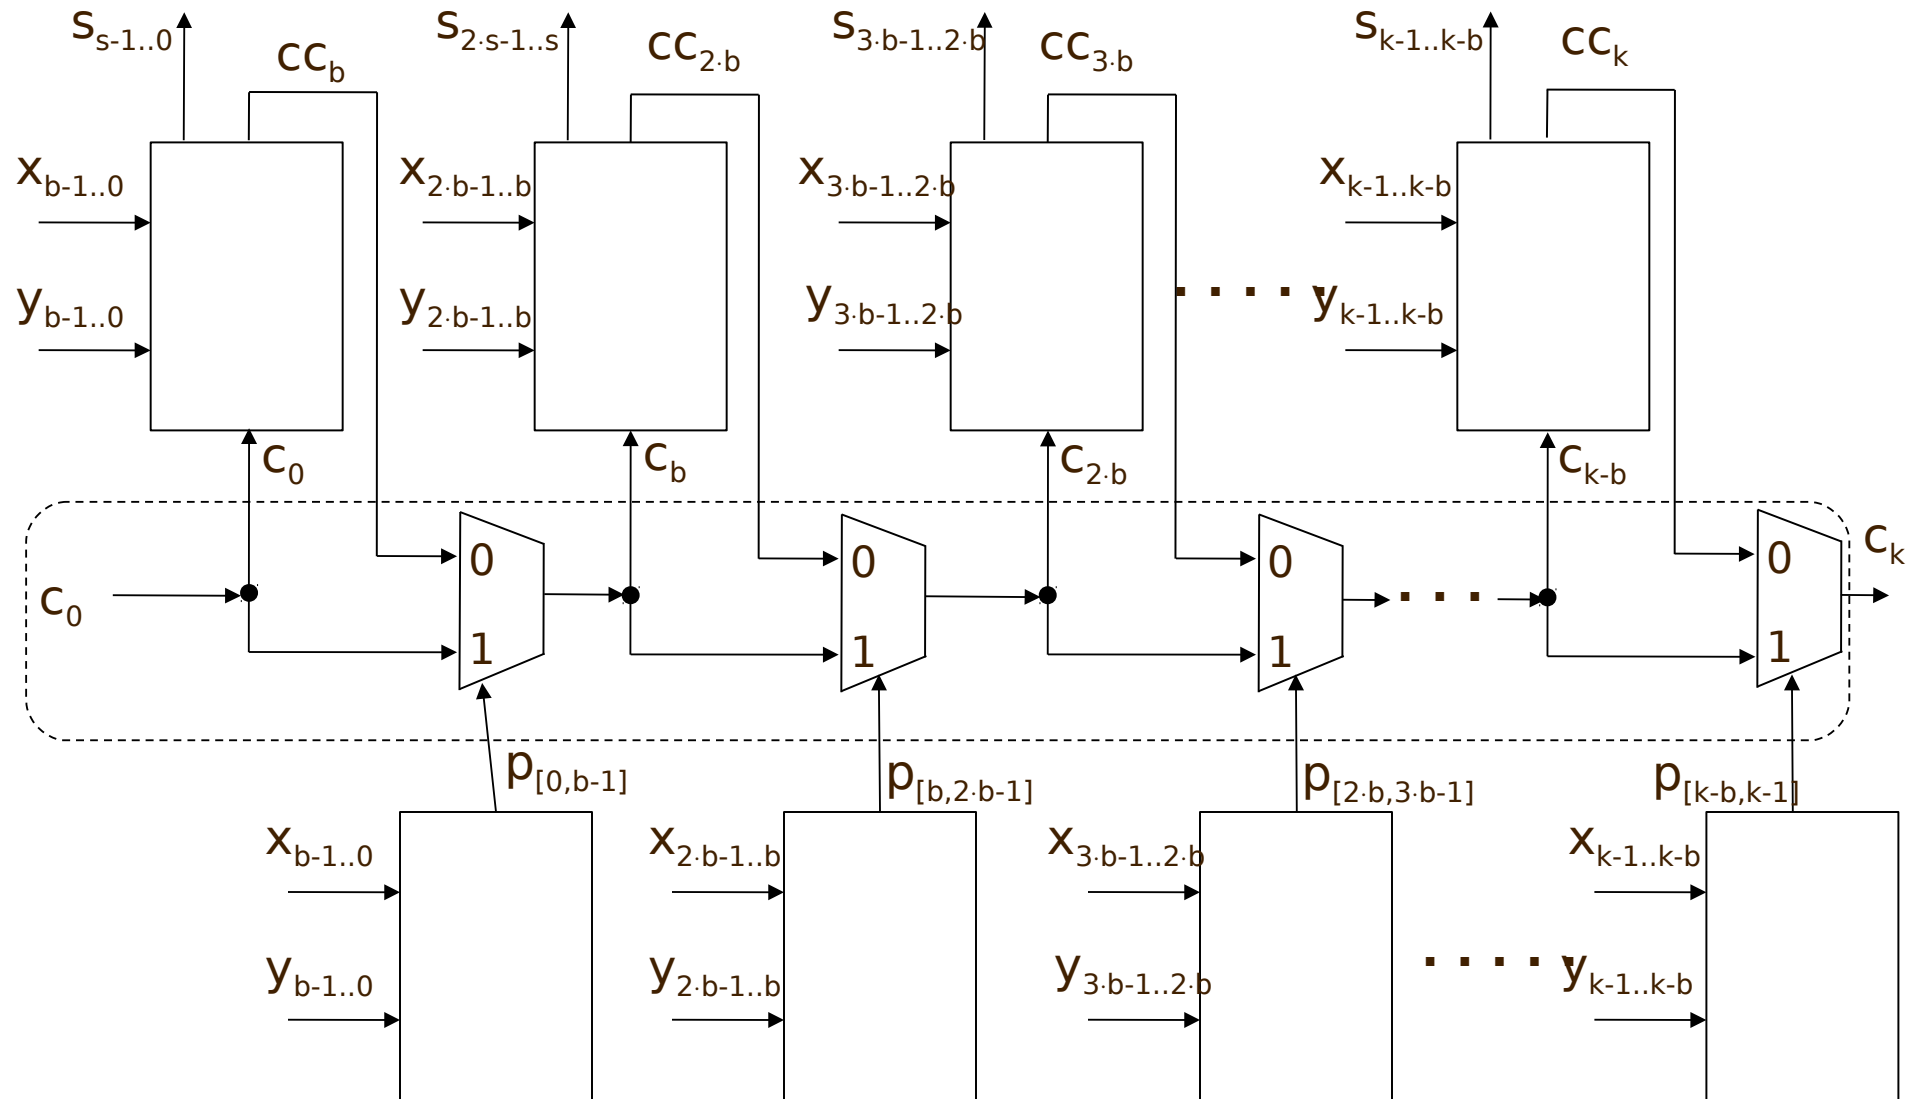 s_{s-1..0} cc_b s_{2·s-1..s} cc_{2·b} s_{3·b-1..2·b} cc_{3·b} s_{k-1..k-b} cc_k
x_{b-1..0} x_{2·b-1..b} x_{3·b-1..2·b} x_{k-1..k-b}
y_{b-1..0} y_{2·b-1..b} y_{3·b-1..2·b} ..... y_{k-1..k-b}
c_0 c_b c_{2·b} c_{k-b}
0 0 0 0 c_k
c_0 ...
1 1 1 1
p_{[0,b-1]} p_{[b,2·b-1]} p_{[2·b,3·b-1]} p_{[k-b,k-1]}
x_{b-1..0} x_{2·b-1..b} x_{3·b-1..2·b} x_{k-1..k-b}
y_{b-1..0} y_{2·b-1..b} y_{3·b-1..2·b} ..... y_{k-1..k-b}